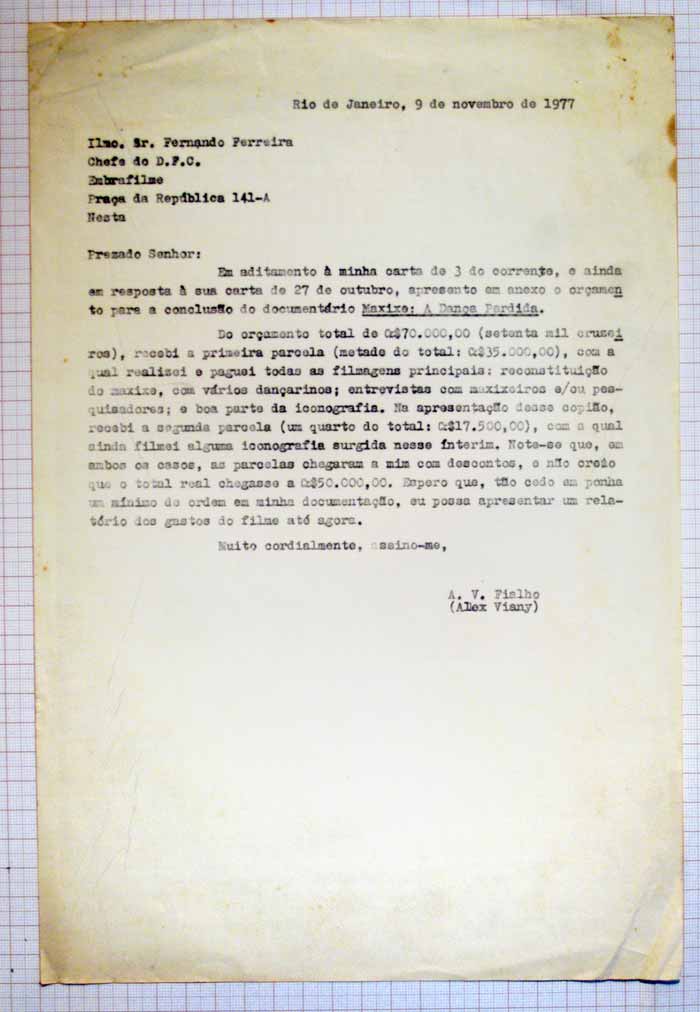 Rio de Janeiro, 9 de novembro de 1977
Ilmo. Sr. Fernando Ferreira
Chefe do D.F.C.
Embrafilme
Praça da República 141-A
Nesta
Prezado Senhor:
Em aditamento à minha carta de 3 do corrente, e ainda
em resposta à sua carta de 27 de outubro, apresento em anexo o orçamen
to para a conclusão do documentário Maxixe: A Dança Perdida.
Do orçamento total de Cr$70.000,00 (setenta mil cruzei
ros), recebi a primeira parcela (metade do total: Cr$35.000,00), com a
qual realizei e paguei todas as filmagens principais: reconstituição
do maxixe, com vários dançarinos; entrevistas com maxixeiros e/ou pes-
quisadores; e boa parte da iconografia. Na apresentação desse copião,
recebi a segunda parcela (um quarto do total: Cr$17.500,00), com a qual
ainda filmei alguma iconografia surgida nesse ínterim. Note-se que, em
ambos os casos, as parcelas chegaram a mim com descontos, e não creio
que o total real chegasse a Cr$50.000,00. Espero que, tão cedo em ponha
um mínimo de ordem em minha documentação, eu possa apresentar um rela-
tório dos gastos do filme até agora.
Muito cordialmente, assino-me,
A. V. Fialho
(Alex Viany)